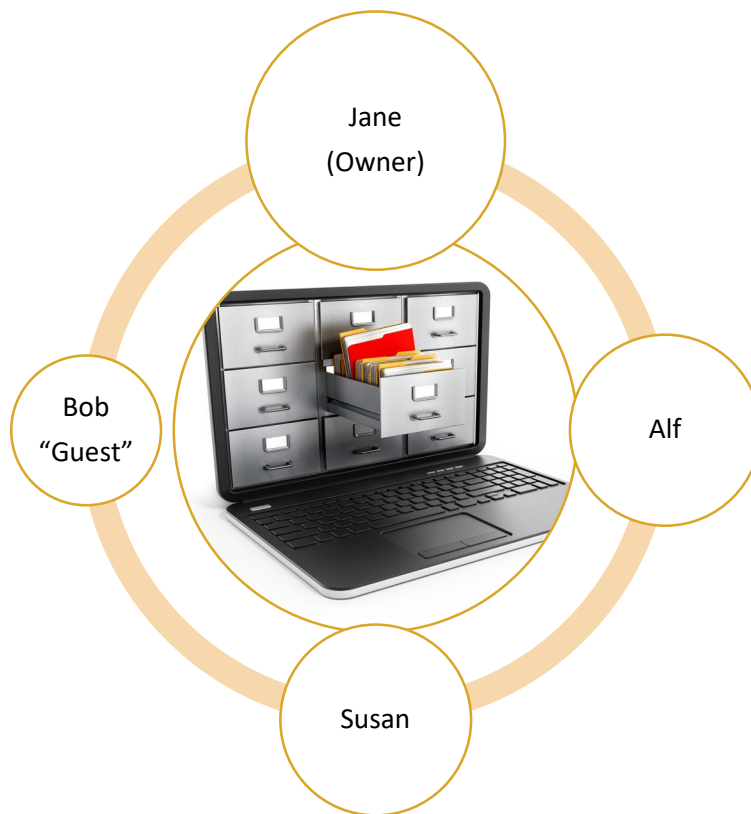 Jane
(Owner)
Bob
“Guest”
Alf
Susan